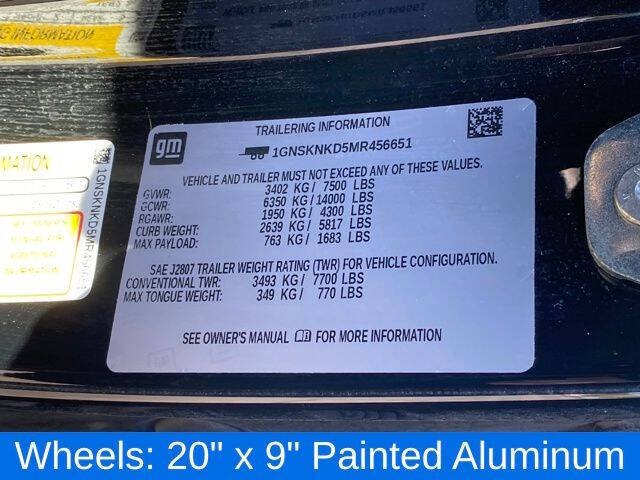 MATION
1GNSKNKD5MR456651
gm
TRAILERING INFORMATION
1GNSKNKD5MR456651
VEHICLE AND TRAILER MUST NOT EXCEED ANY OF THESE VALUES.
GVWR: 3402 KG / 7500 LBS
GCWR: 6350 KG / 14000 LBS
RGAWR: 1950 KG / 4300 LBS
CURB WEIGHT: 2639 KG / 5817 LBS
MAX PAYLOAD: 763 KG / 1683 LBS
SAE J2807 TRAILER WEIGHT RATING (TWR) FOR VEHICLE CONFIGURATION.
CONVENTIONAL TWR: 3493 KG / 7700 LBS
MAX TONGUE WEIGHT: 349 KG / 770 LBS
SEE OWNER'S MANUAL FOR MORE INFORMATION
Wheels: 20" x 9" Painted Aluminum